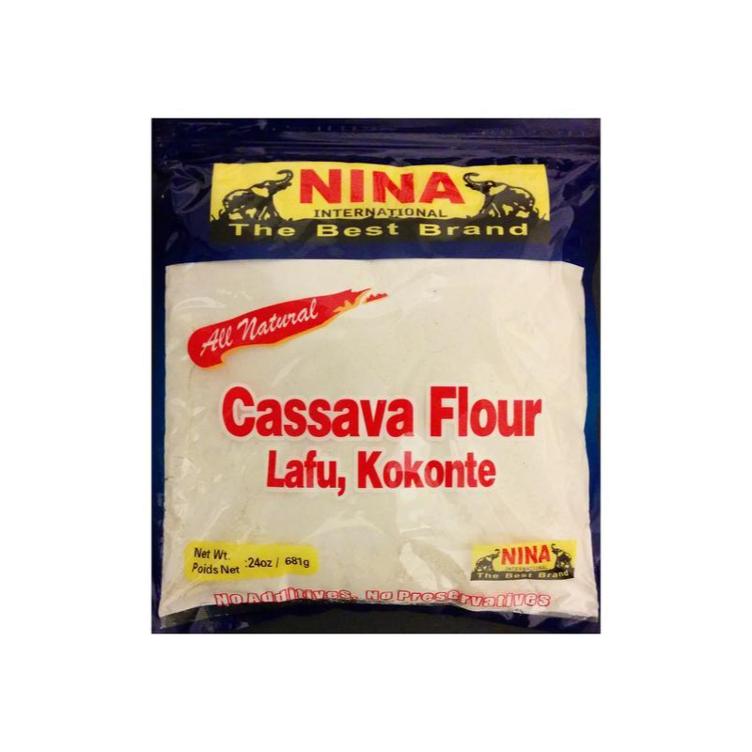 NINA
INTERNATIONAL
The Best Brand
All Natural
Cassava Flour
Lafu, Kokonte
Net Wt.
Poids Net :24oz / 681g
NINA
INTERNATIONAL
The Best Brand
No Additives, No Preservatives